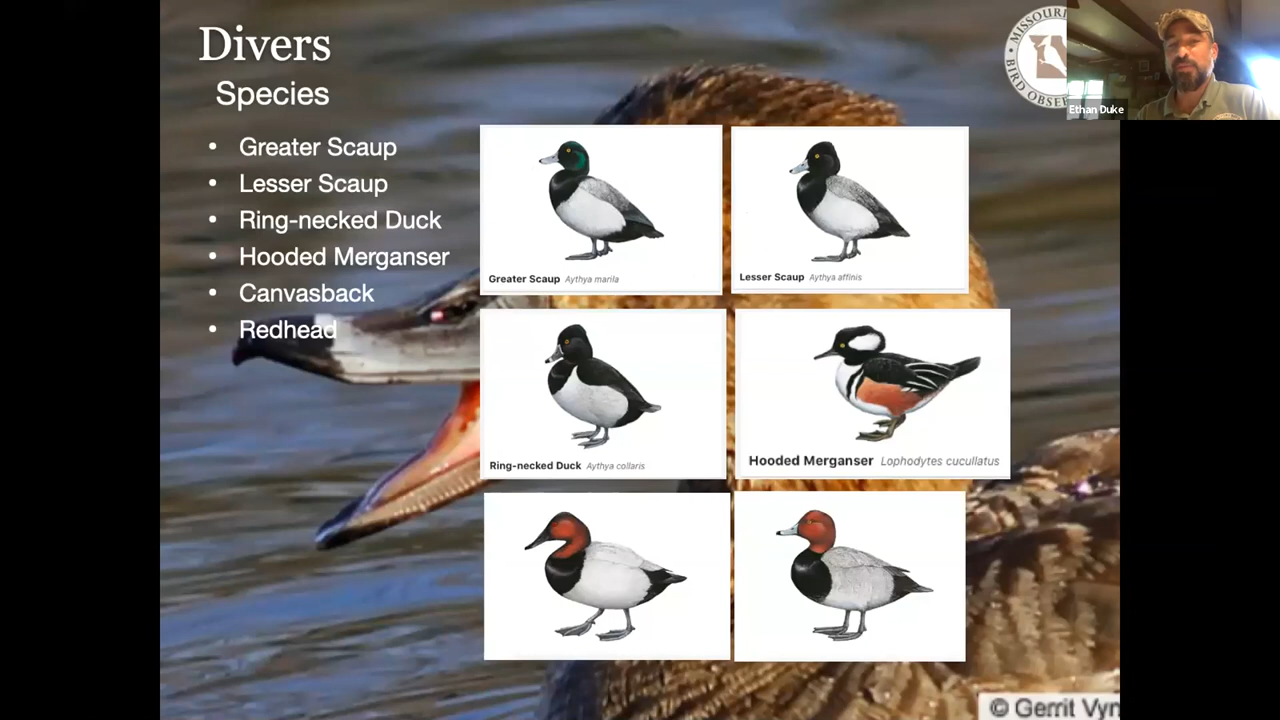 Divers
Species
• Greater Scaup
• Lesser Scaup
• Ring-necked Duck
• Hooded Merganser
• Canvasback
• Redhead
MISSOURI
BIRD OBSE
Ethan Duke
Greater Scaup Aythya marila
Lesser Scaup Aythya affinis
Ring-necked Duck Aythya collaris
Hooded Merganser Lophodytes cucullatus
© Gerrit Vyn